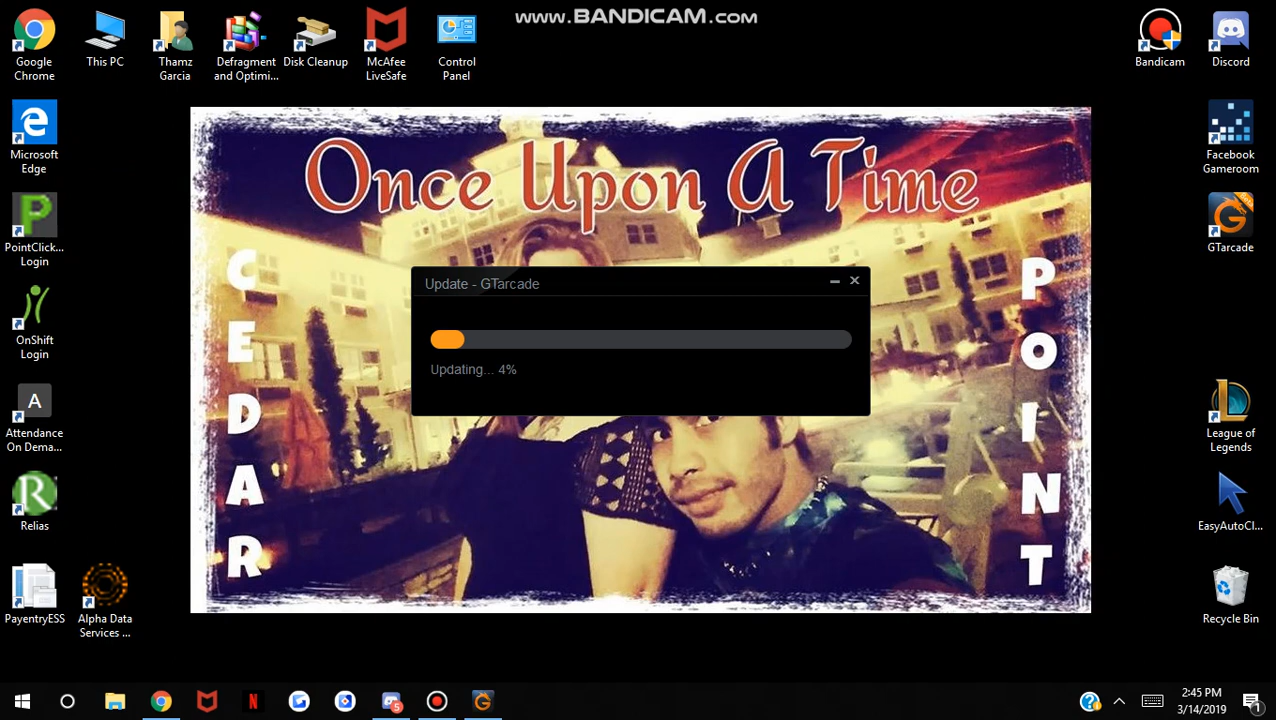 www.BANDICAM.com
Google
Chrome
This PC
Thamz
Garcia
Defragment
and Optimi...
Disk Cleanup
McAfee
LiveSafe
Control
Panel
Bandicam
Discord
Microsoft
Edge
Facebook
Gameroom
PointClick...
Login
GTarcade
Once Upon A Time
CEDAR
POINT
Update - GTarcade
Updating... 4%
OnShift
Login
A
Attendance
On Dema...
League of
Legends
R
Relias
EasyAutoCl...
PayentryESS
Alpha Data
Services ...
Recycle Bin
N
5
2:45 PM
3/14/2019
1